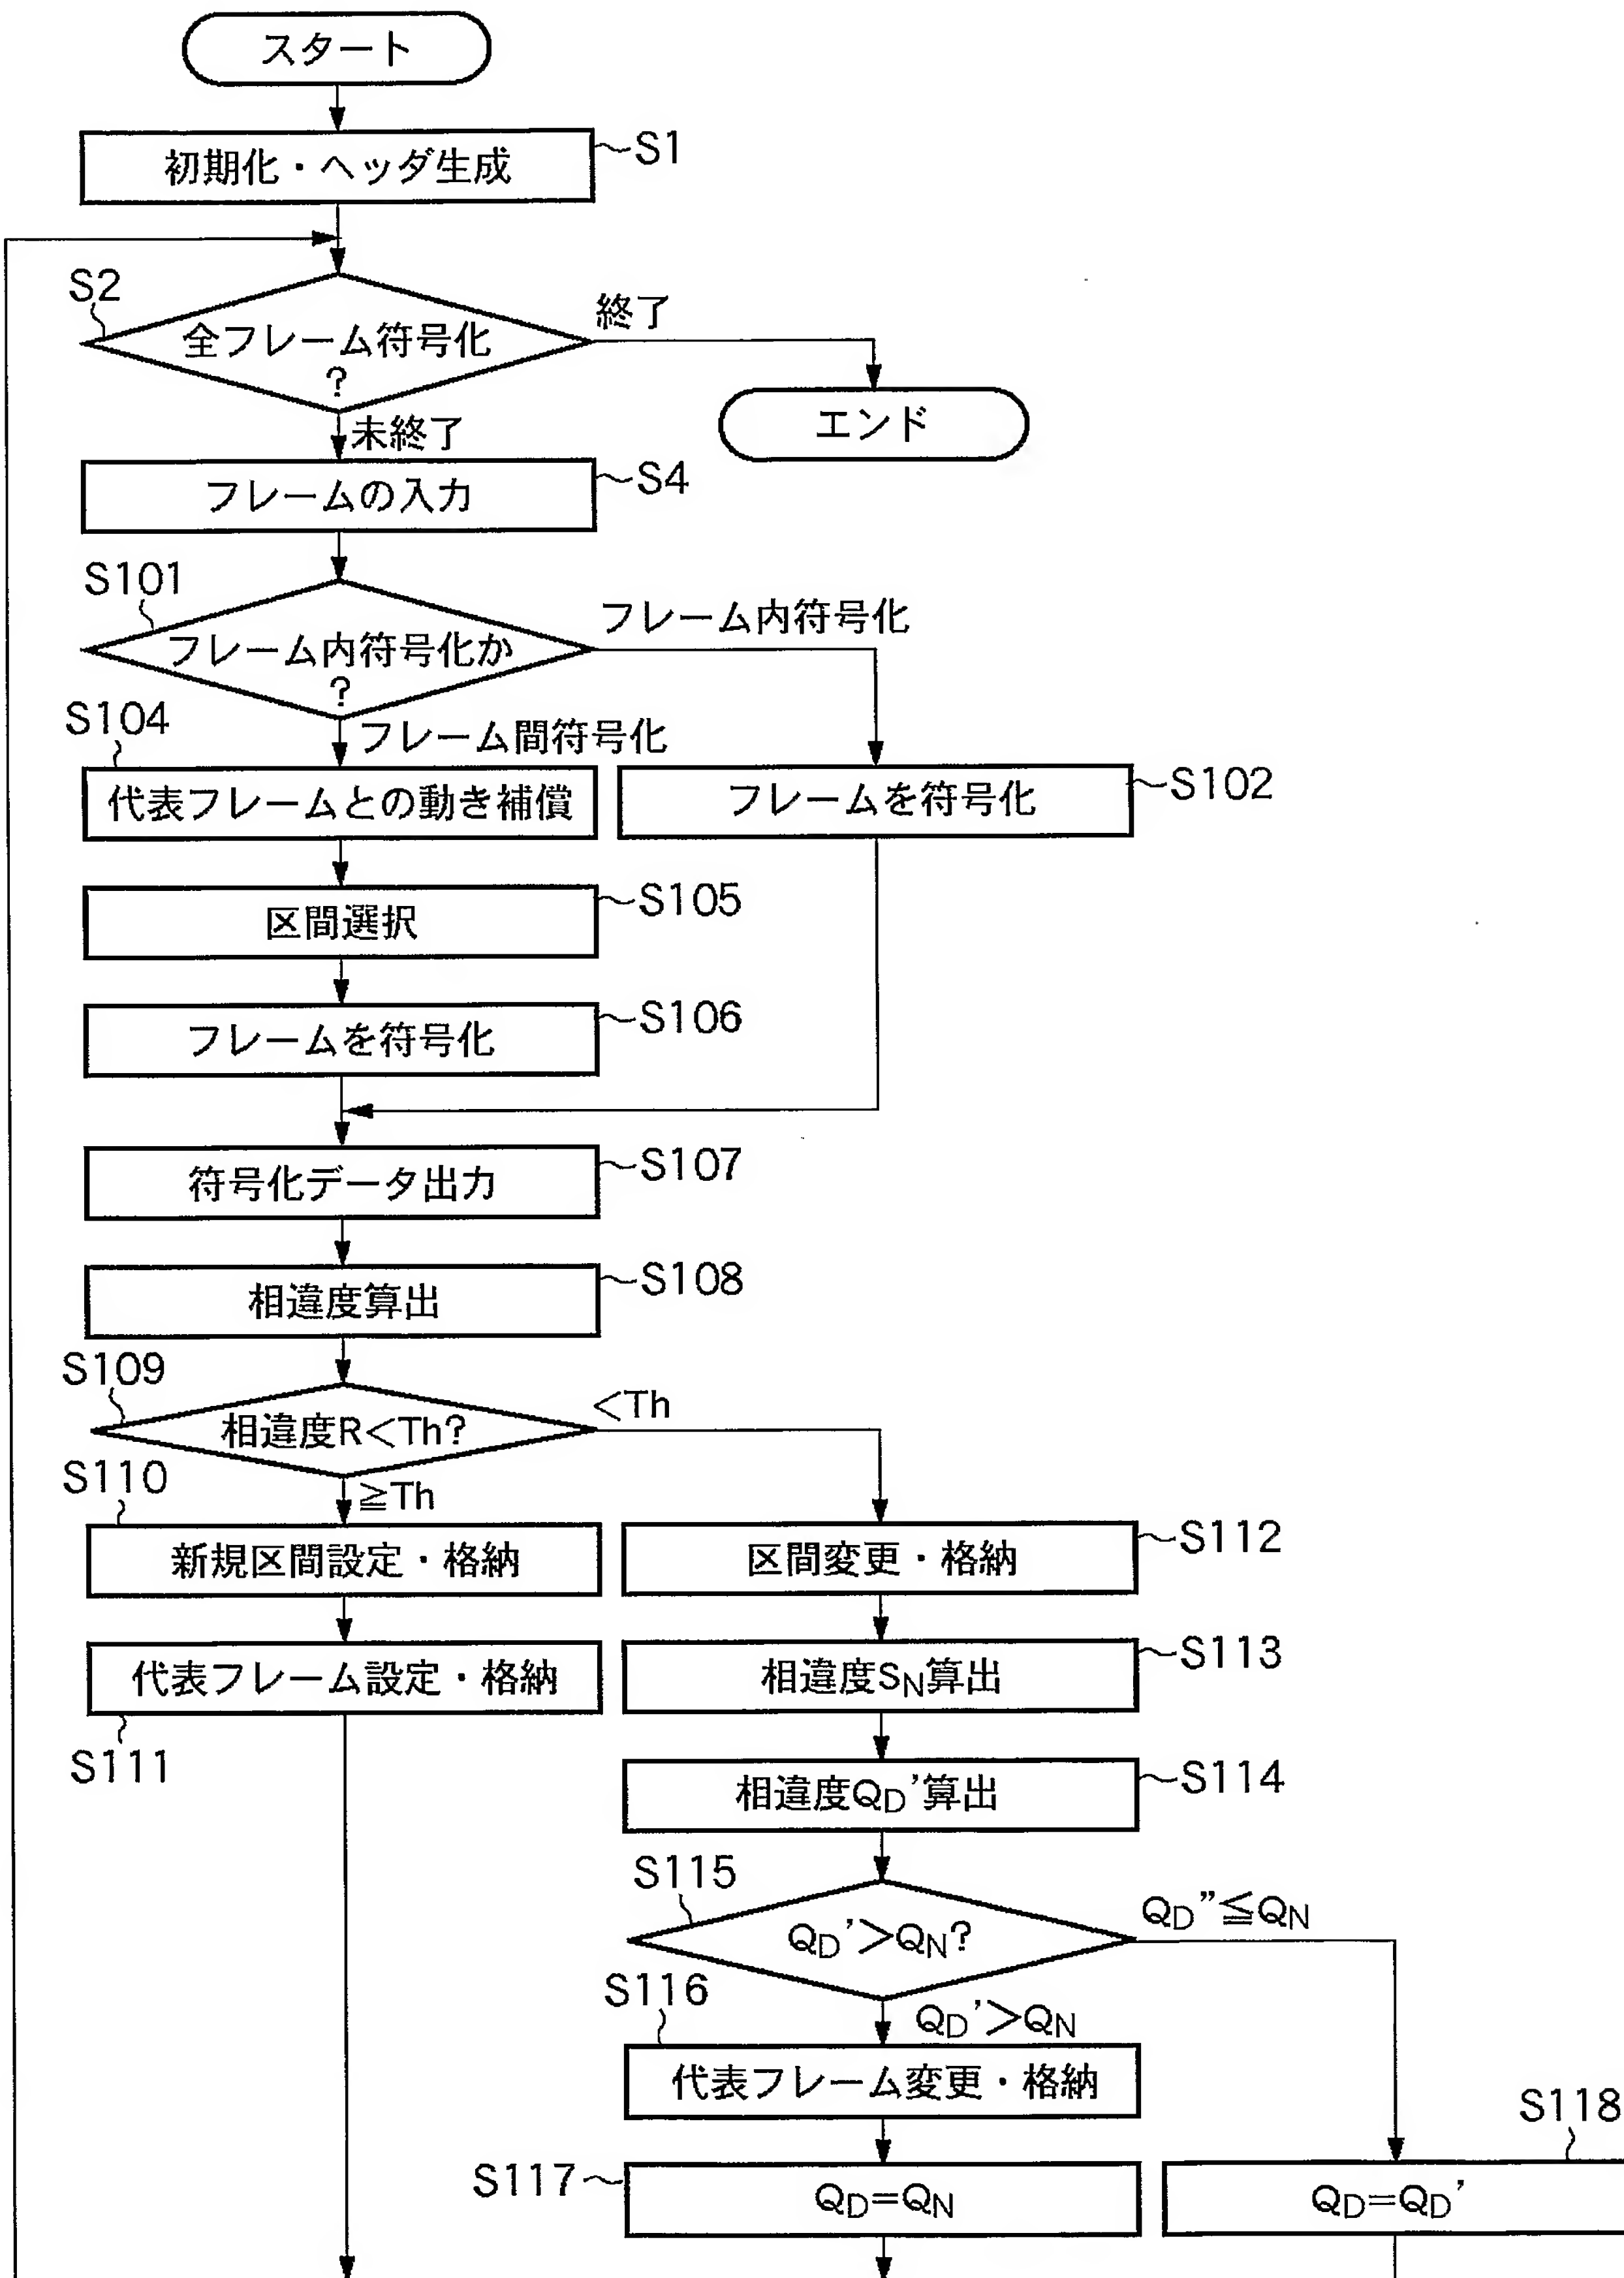 スタート
初期化・ヘッダ生成
S1
S2
全フレーム符号化
?
終了
エンド
未終了
フレームの入力
S4
S101
フレーム内符号化か
?
フレーム内符号化
S104
フレーム間符号化
代表フレームとの動き補償
フレームを符号化
S102
区間選択
S105
フレームを符号化
S106
符号化データ出力
S107
相違度算出
S108
S109
相違度R<Th?
<Th
S110
≧Th
新規区間設定・格納
区間変更・格納
S112
代表フレーム設定・格納
S111
相違度SN算出
S113
相違度QD'算出
S114
S115
QD'>QN?
QD"≦QN
S116
QD'>QN
代表フレーム変更・格納
S117
QD=QN
S118
QD=QD'